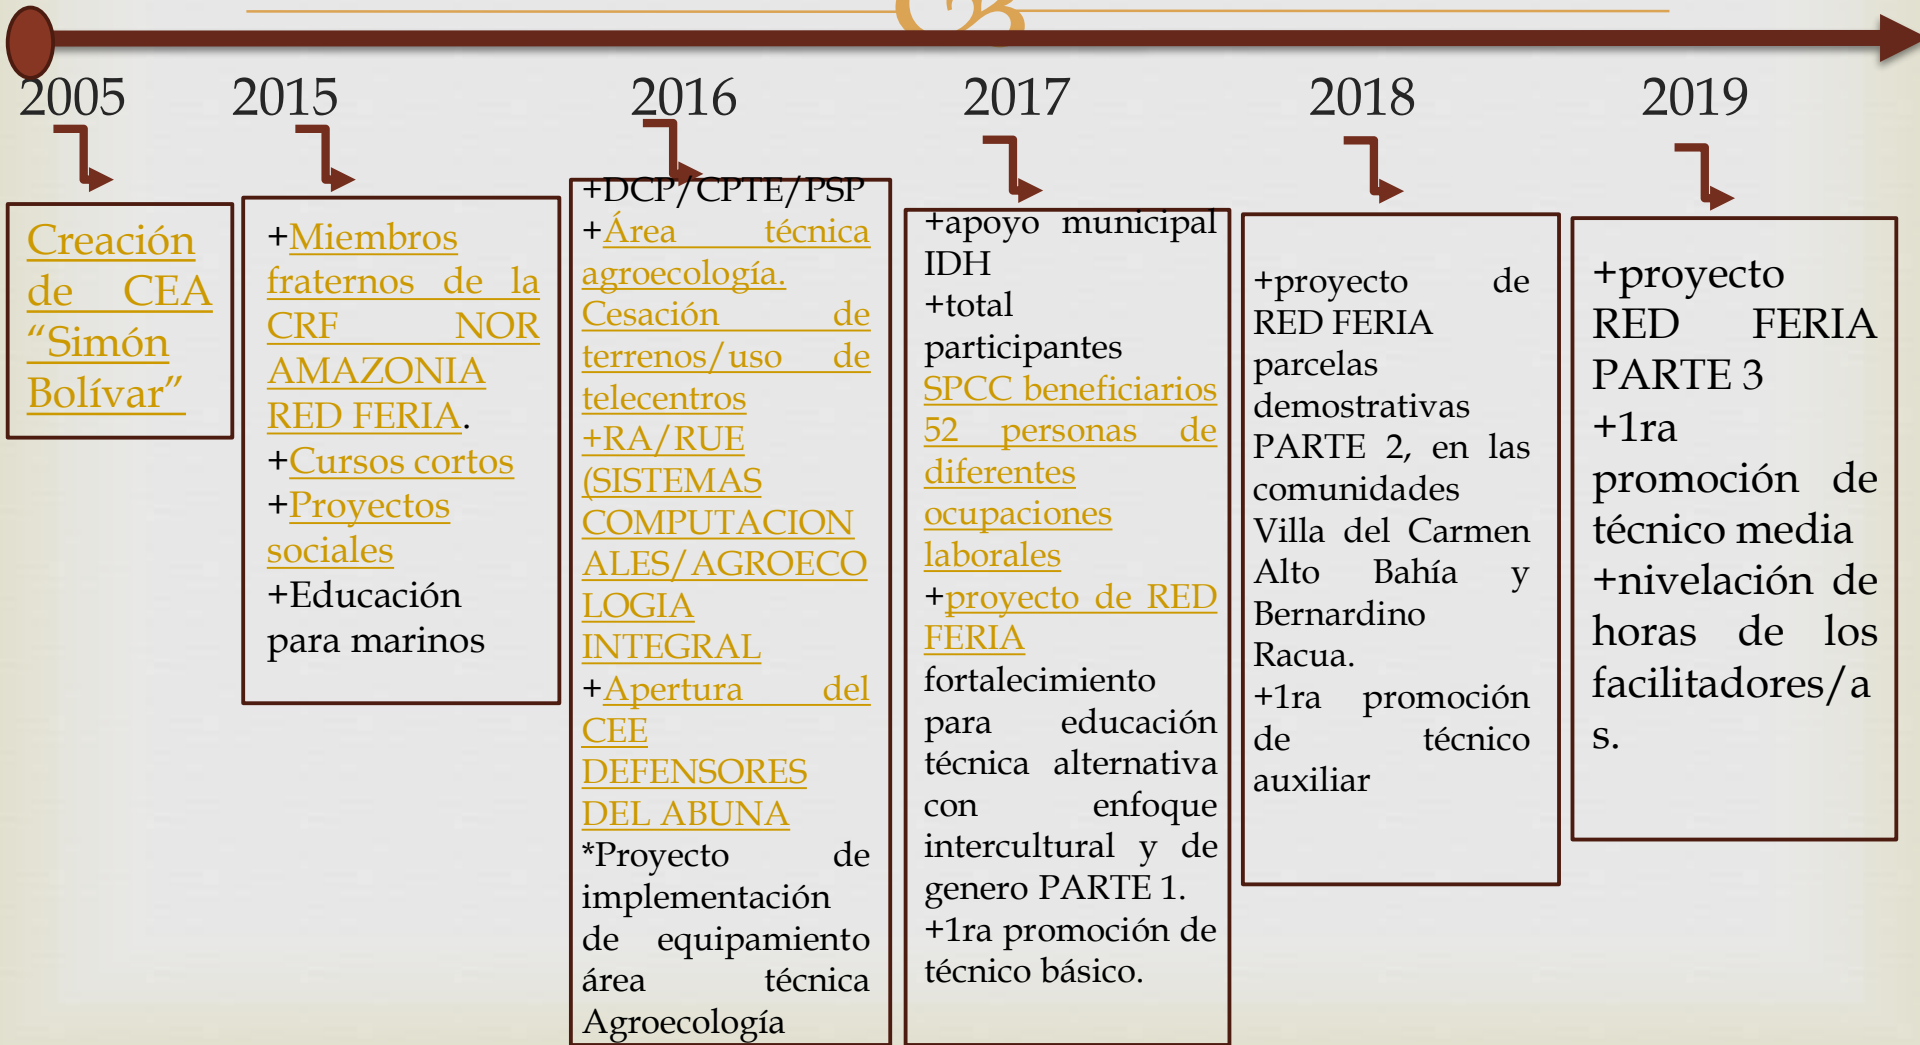 2005
2015
2016
2017
2018
2019
Creación
de CEA
“Simón
Bolívar”
+Miembros
fraternos de la
CRF NOR
AMAZONIA
RED FERIA.
+Cursos cortos
+Proyectos
sociales
+Educación
para marinos
+DCP/CPTE/PSP
+Área técnica
agroecología.
Cesación de
terrenos/uso de
telecentros
+RA/RUE
(SISTEMAS
COMPUTACION
ALES/AGROECO
LOGIA
INTEGRAL
+Apertura del
CEE
DEFENSORES
DEL ABUNA
*Proyecto de
implementación
de equipamiento
área técnica
Agroecología
+apoyo municipal
IDH
+total
participantes
SPCC beneficiarios
52 personas de
diferentes
ocupaciones
laborales
+proyecto de RED
FERIA
fortalecimiento
para educación
técnica alternativa
con enfoque
intercultural y de
genero PARTE 1.
+1ra promoción de
técnico básico.
+proyecto de
RED FERIA
parcelas
demostrativas
PARTE 2, en las
comunidades
Villa del Carmen
Alto Bahía y
Bernardino
Racua.
+1ra promoción
de técnico
auxiliar
+proyecto
RED FERIA
PARTE 3
+1ra
promoción de
técnico media
+nivelación de
horas de los
facilitadores/a
s.